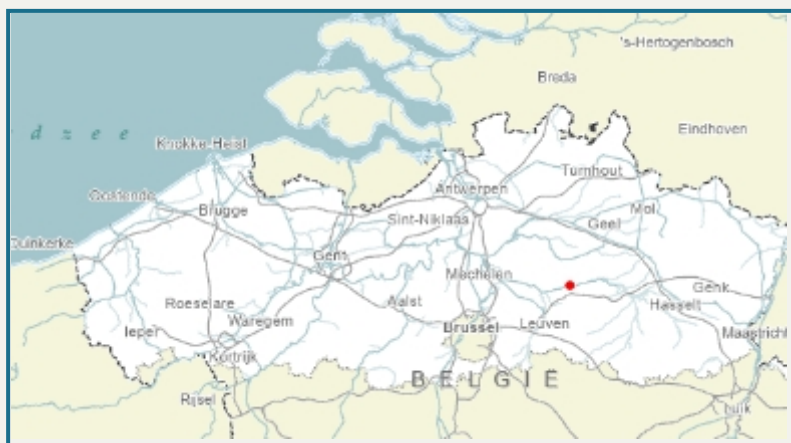 's-Hertogenbosch
Breda
Eindhoven
d z e e
Knokke-Heist
Turnhout
Antwerpen
Oostende
Brugge
Sint-Niklaas
Mol
Geel
Duinkerke
Gent
Mechelen
Genk
Roeselare
Aalst
Hasselt
Ieper
Waregem
Brussel
Leuven
Maastricht
Kortrijk
BELGIË
Rijsel
Luik